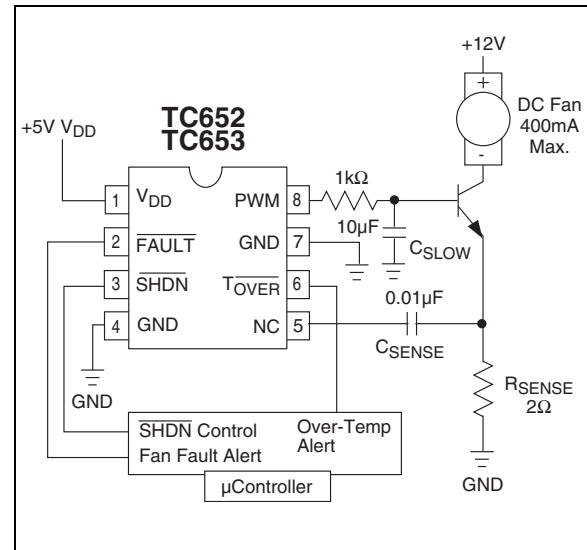 +12V
+
DC Fan
400mA
Max.
-
+5V VDD
TC652
TC653
1kΩ
1 VDD PWM 8
10µF
2 FAULT GND 7
CSLOW
3 SHDN TOVER 6
0.01µF
4 GND NC 5
CSENSE
GND
RSENSE
2Ω
SHDN Control
Over-Temp
Alert
Fan Fault Alert
µController
GND